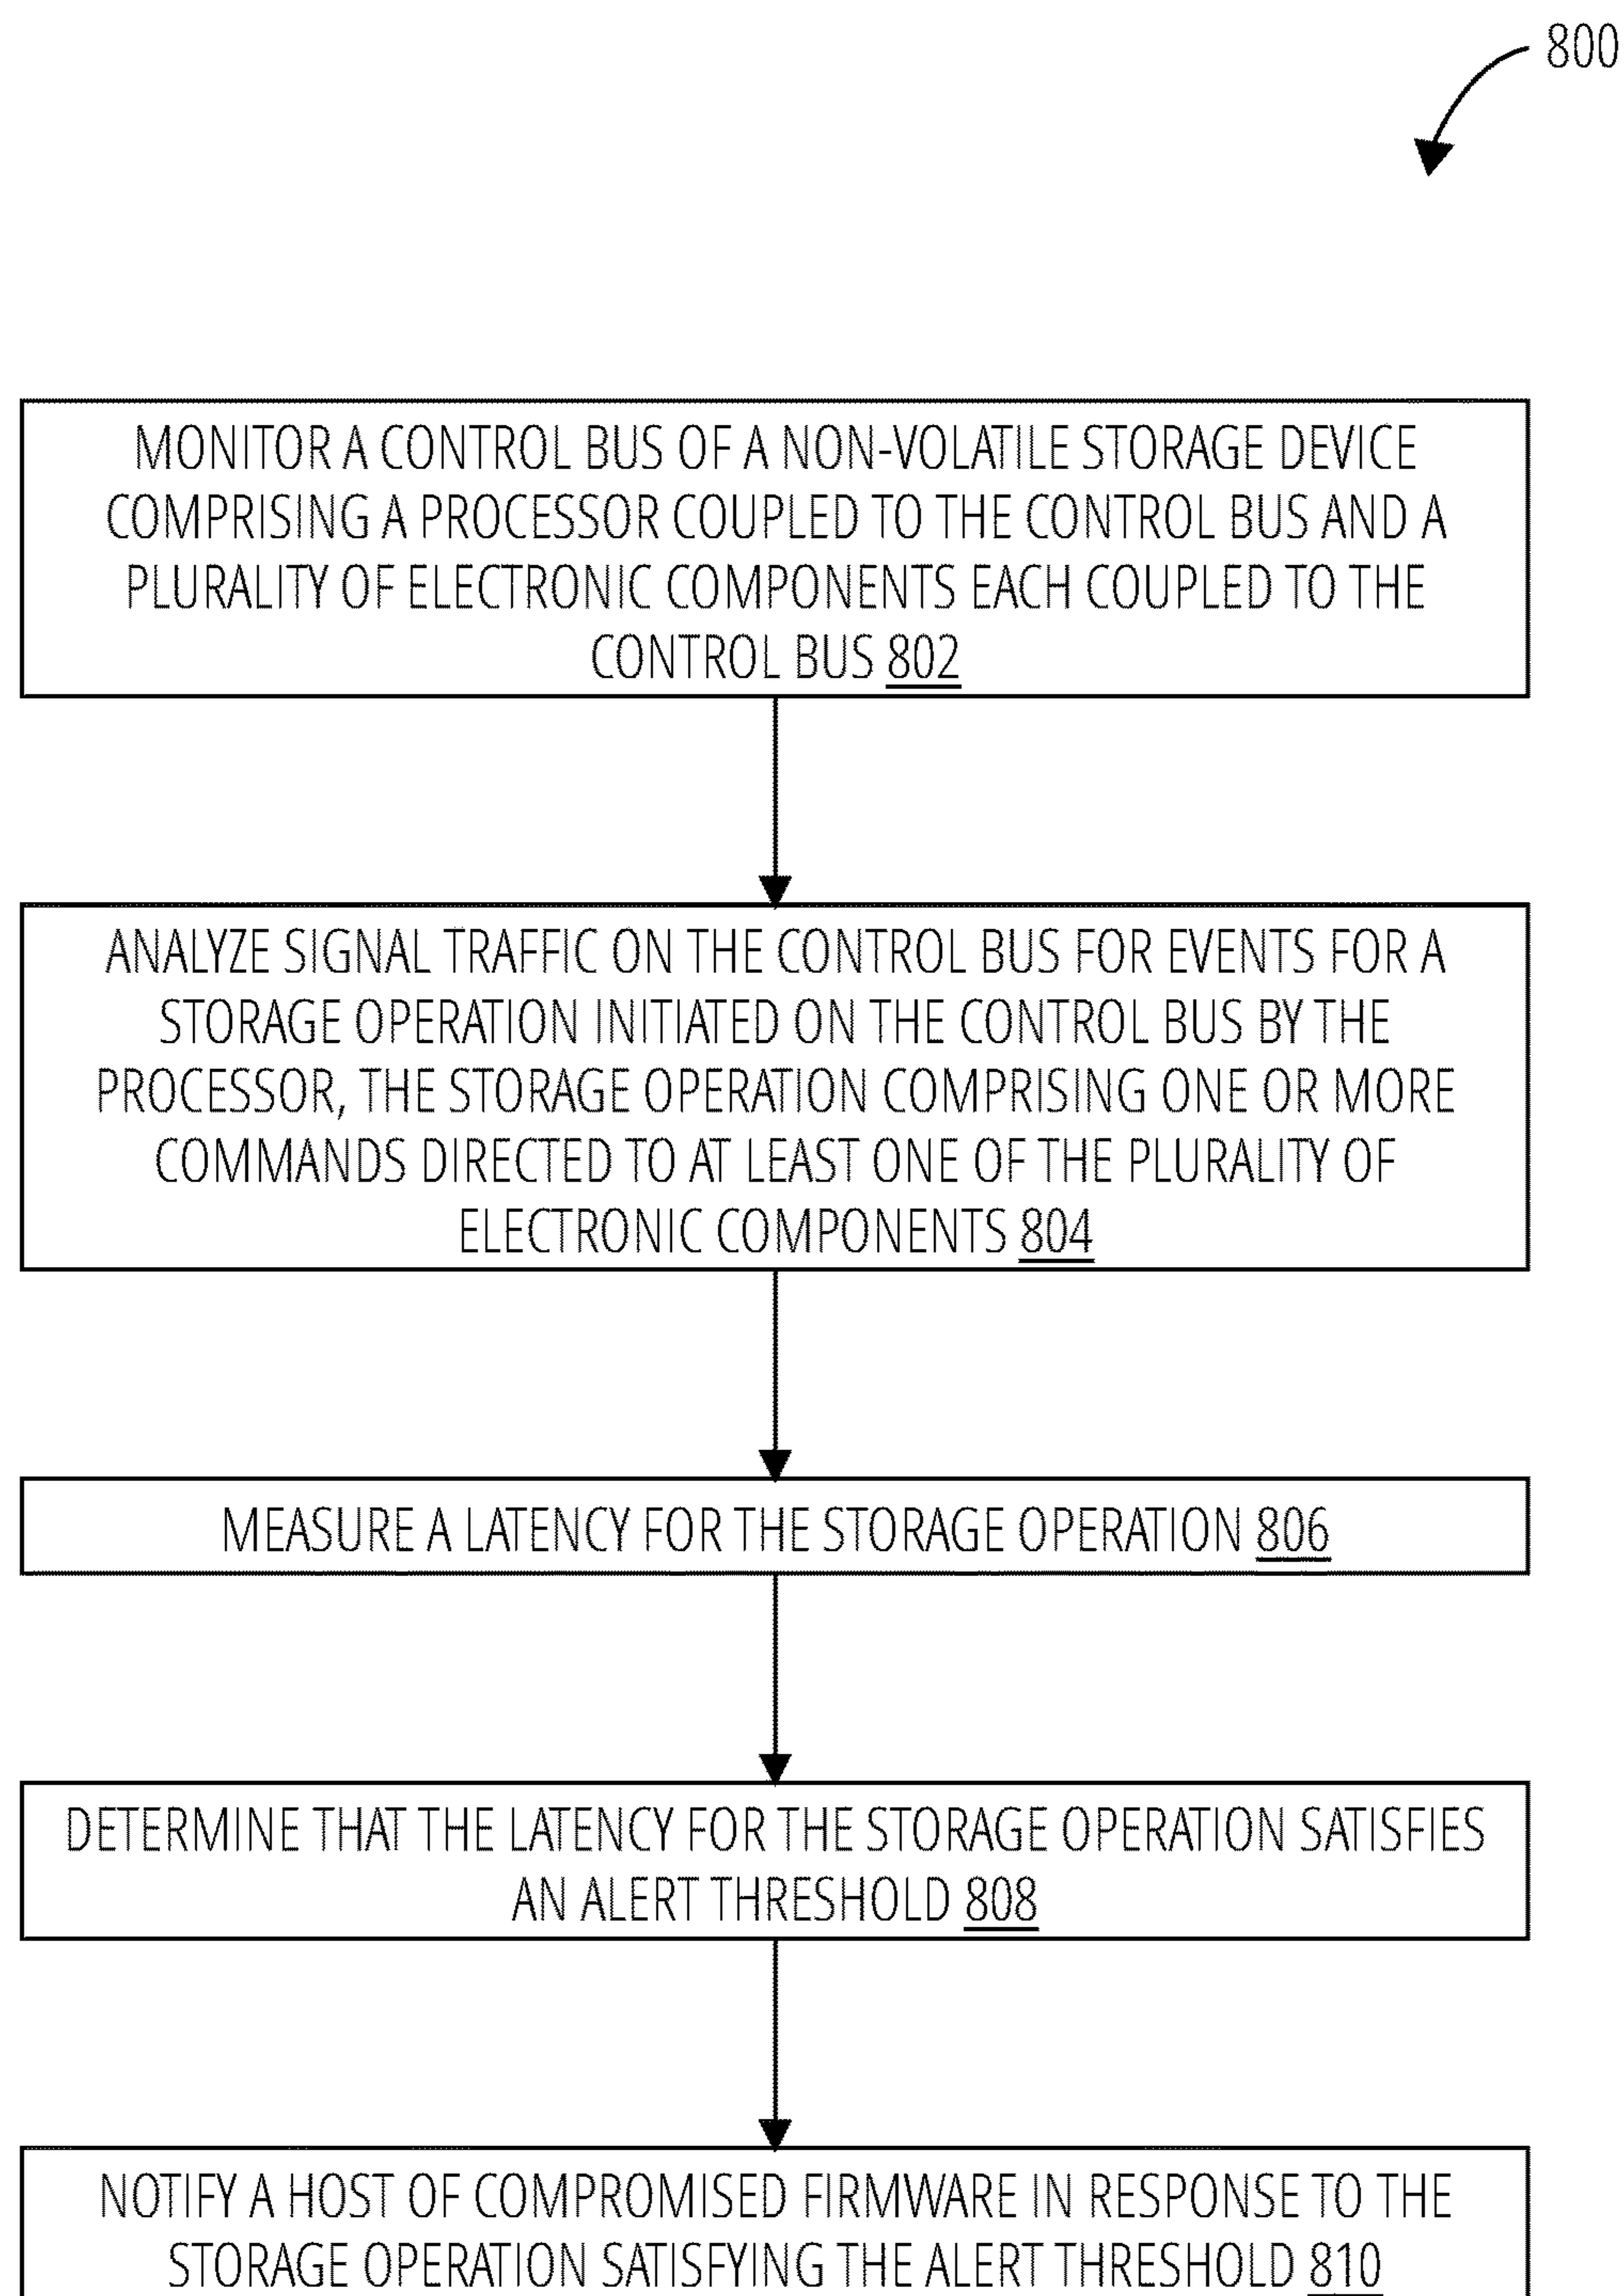 800
MONITOR A CONTROL BUS OF A NON-VOLATILE STORAGE DEVICE
COMPRISING A PROCESSOR COUPLED TO THE CONTROL BUS AND A
PLURALITY OF ELECTRONIC COMPONENTS EACH COUPLED TO THE
CONTROL BUS 802
ANALYZE SIGNAL TRAFFIC ON THE CONTROL BUS FOR EVENTS FOR A
STORAGE OPERATION INITIATED ON THE CONTROL BUS BY THE
PROCESSOR, THE STORAGE OPERATION COMPRISING ONE OR MORE
COMMANDS DIRECTED TO AT LEAST ONE OF THE PLURALITY OF
ELECTRONIC COMPONENTS 804
MEASURE A LATENCY FOR THE STORAGE OPERATION 806
DETERMINE THAT THE LATENCY FOR THE STORAGE OPERATION SATISFIES
AN ALERT THRESHOLD 808
NOTIFY A HOST OF COMPROMISED FIRMWARE IN RESPONSE TO THE
STORAGE OPERATION SATISFYING THE ALERT THRESHOLD 810